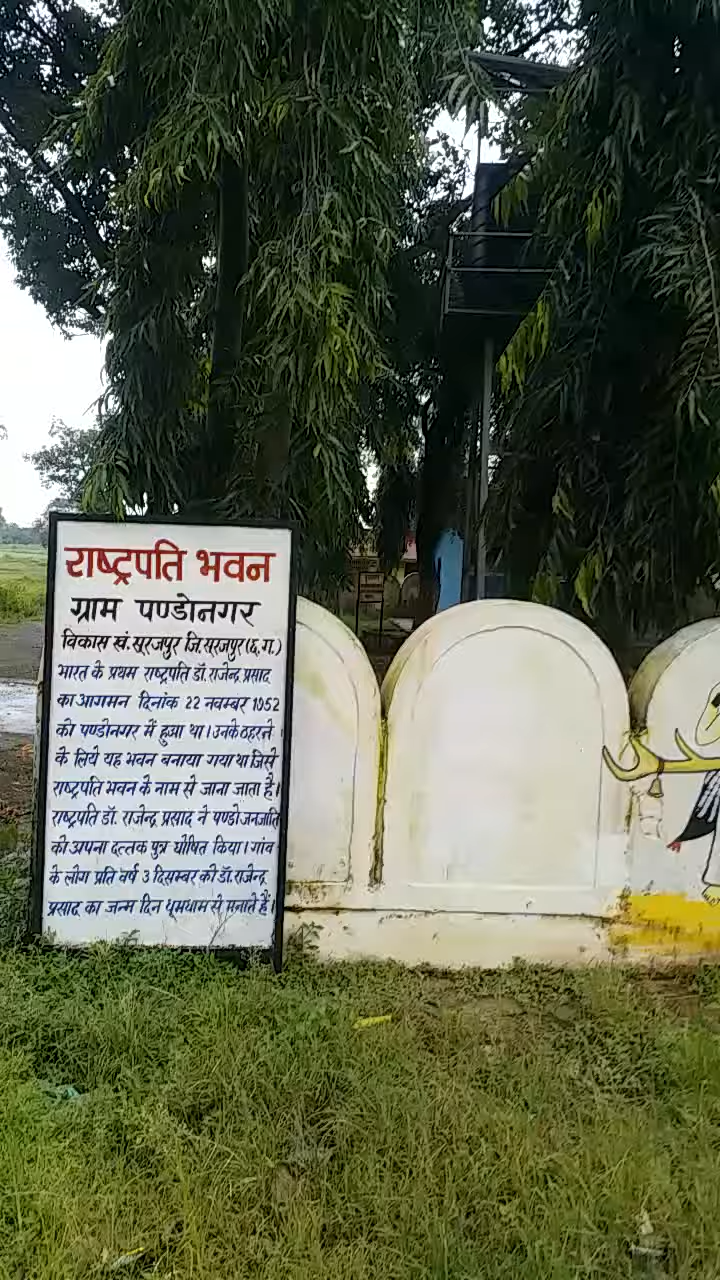 राष्ट्रपति भवन
ग्राम पण्डोनगर
विकास खं. सूरजपुर जि. सूरजपुर (छ.ग.)
भारत के प्रथम राष्ट्रपति डॉ. राजेन्द्र प्रसाद
का आगमन दिनांक 22 नवम्बर 1952
को पण्डोनगर में हुआ था। उनके ठहरने
के लिये यह भवन बनाया गया था जिसे
राष्ट्रपति भवन के नाम से जाना जाता है।
राष्ट्रपति डॉ. राजेन्द्र प्रसाद ने पण्डो जनजाति
को अपना दत्तक पुत्र घोषित किया। गांव
के लोग प्रति वर्ष 3 दिसम्बर को डॉ. राजेन्द्र
प्रसाद का जन्म दिन धूमधाम से मनाते हैं।